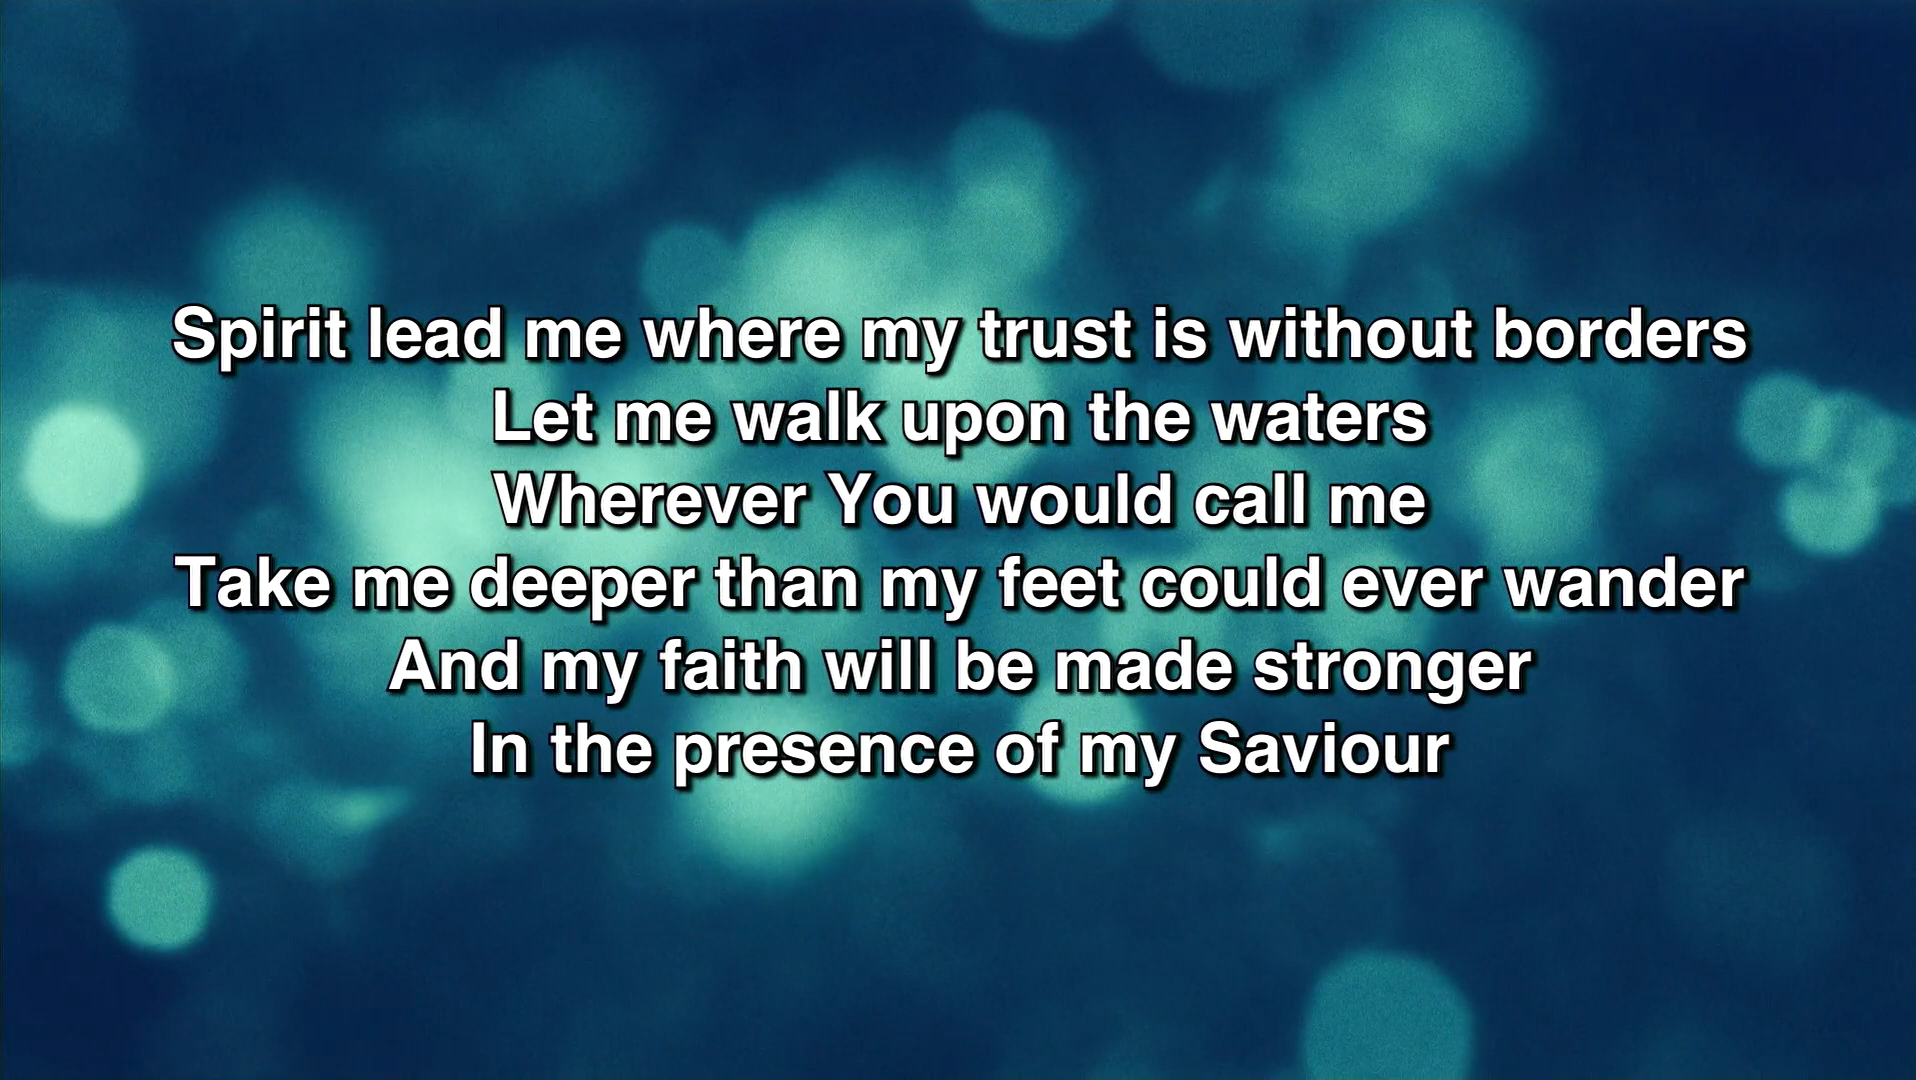 Spirit lead me where my trust is without borders
Let me walk upon the waters
Wherever You would call me
Take me deeper than my feet could ever wander
And my faith will be made stronger
In the presence of my Saviour